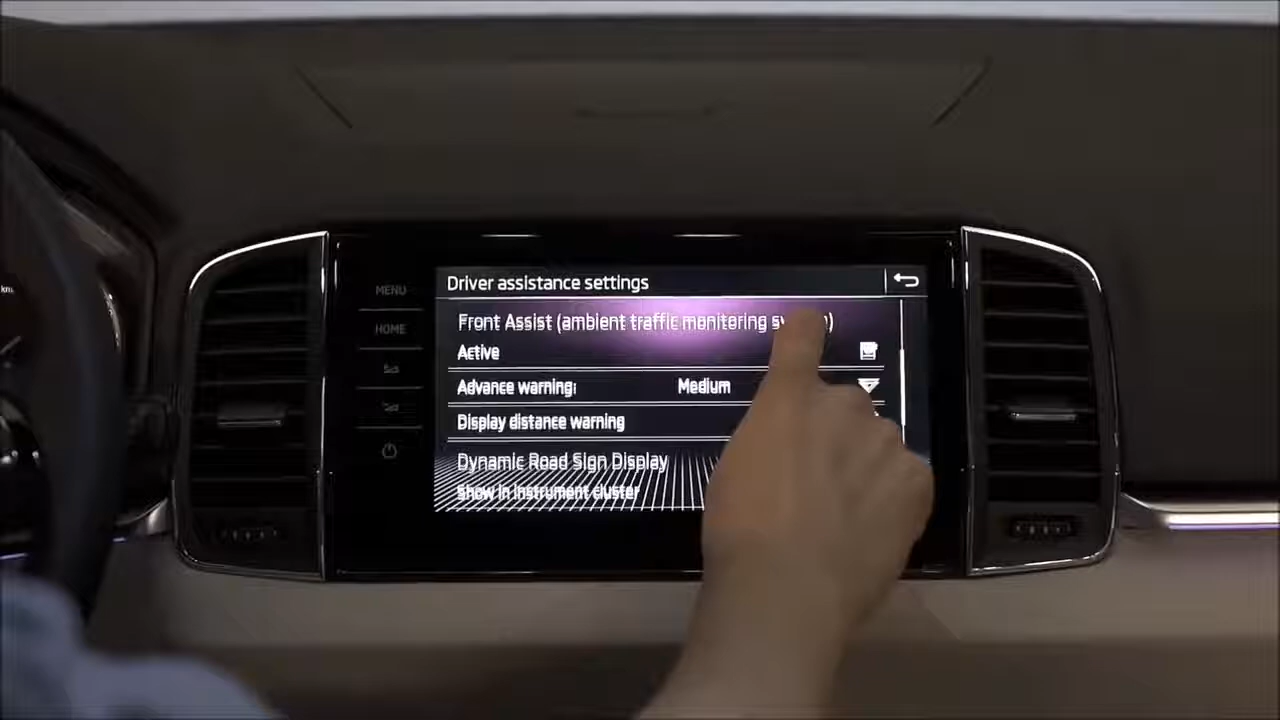 Driver assistance settings
MENU
Front Assist (ambient traffic monitoring
HOME
Active
Advance warning: Medium
Display distance warning
Dynamic Road Sign Display
Show in instrument cluster
km